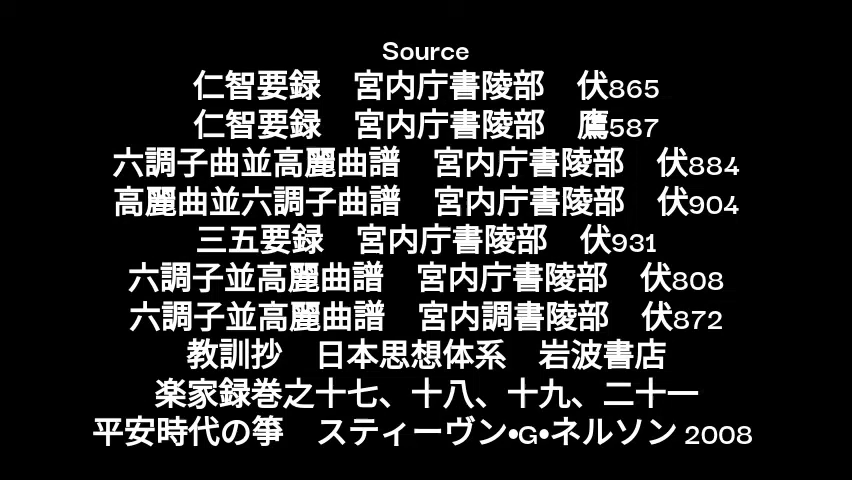 Source
仁智要録　宮内庁書陵部　伏865
仁智要録　宮内庁書陵部　鷹587
六調子曲並高麗曲譜　宮内庁書陵部　伏884
高麗曲並六調子曲譜　宮内庁書陵部　伏904
三五要録　宮内庁書陵部　伏931
六調子並高麗曲譜　宮内庁書陵部　伏808
六調子並高麗曲譜　宮内調書陵部　伏872
教訓抄　日本思想体系　岩波書店
楽家録巻之十七、十八、十九、二十一
平安時代の箏　スティーヴン•G•ネルソン 2008